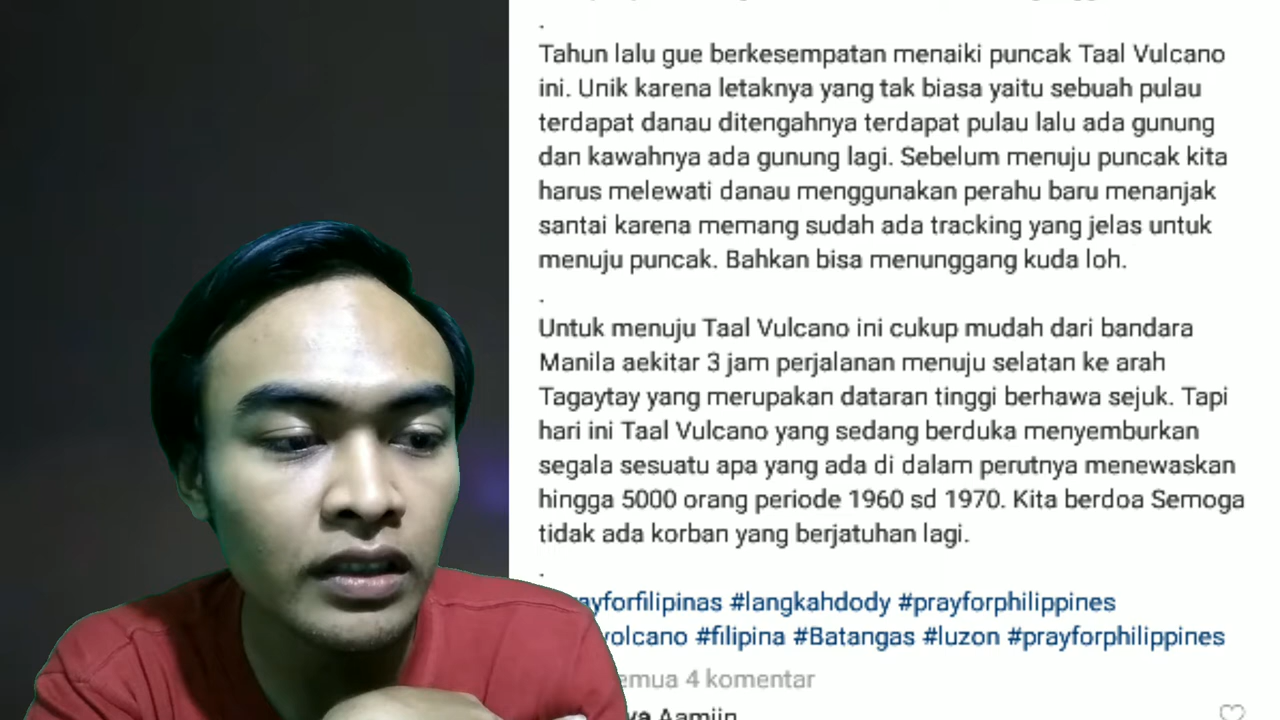 .
Tahun lalu gue berkesempatan menaiki puncak Taal Vulcano
ini. Unik karena letaknya yang tak biasa yaitu sebuah pulau
terdapat danau ditengahnya terdapat pulau lalu ada gunung
dan kawahnya ada gunung lagi. Sebelum menuju puncak kita
harus melewati danau menggunakan perahu baru menanjak
santai karena memang sudah ada tracking yang jelas untuk
menuju puncak. Bahkan bisa menunggang kuda loh.
.
Untuk menuju Taal Vulcano ini cukup mudah dari bandara
Manila aekitar 3 jam perjalanan menuju selatan ke arah
Tagaytay yang merupakan dataran tinggi berhawa sejuk. Tapi
hari ini Taal Vulcano yang sedang berduka menyemburkan
segala sesuatu apa yang ada di dalam perutnya menewaskan
hingga 5000 orang periode 1960 sd 1970. Kita berdoa Semoga
tidak ada korban yang berjatuhan lagi.
.
ayforfilipinas #langkahdody #prayforphilippines
volcano #filipina #Batangas #luzon #prayforphilippines
emua 4 komentar
Aamiin